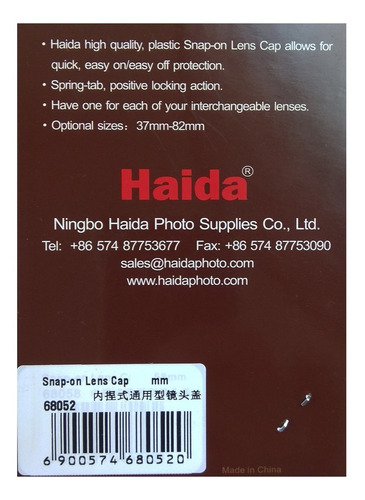 • Haida high quality, plastic Snap-on Lens Cap allows for
quick, easy on/easy off protection.
• Spring-tab, positive locking action.
• Have one for each of your interchangeable lenses.
• Optional sizes: 37mm-82mm
Haida®
Ningbo Haida Photo Supplies Co., Ltd.
Tel: +86 574 87753677 Fax: +86 574 87753090
sales@haidaphoto.com
www.haidaphoto.com
Snap-on Lens Cap mm
68052 内捏式通用型镜头盖
6 900574 680520
Made in China